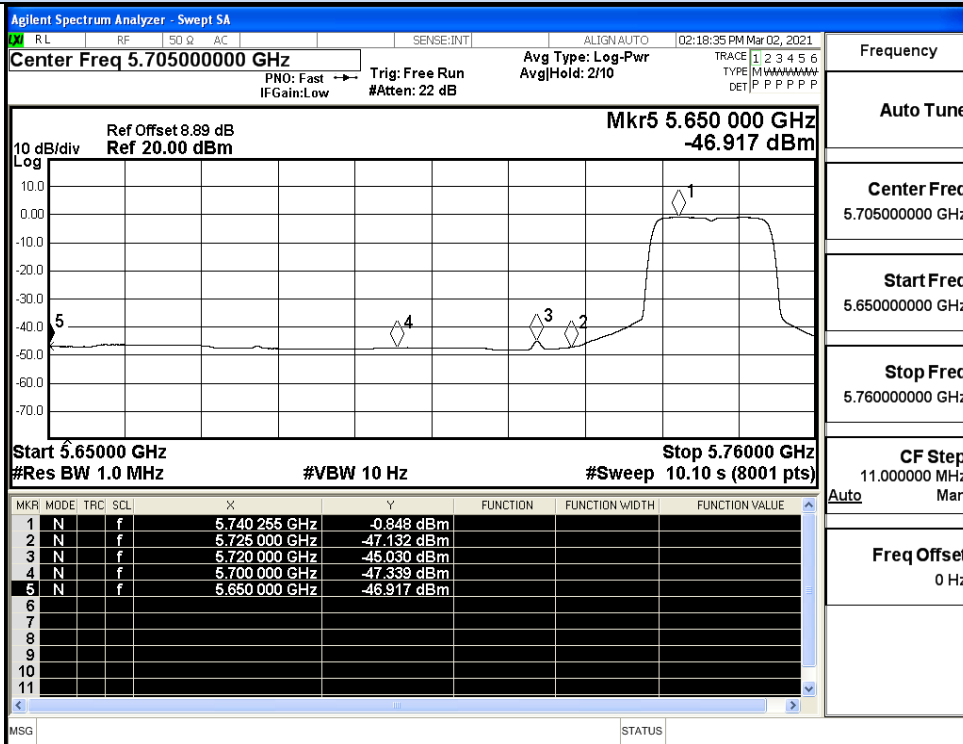 Agilent Spectrum Analyzer - Swept SA
LXI RL RF 50 Ω AC SENSE:INT ALIGN AUTO 02:18:35 PM Mar 02, 2021
Center Freq 5.705000000 GHz
PNO: Fast
IFGain:Low
Trig: Free Run
#Atten: 22 dB
Avg Type: Log-Pwr
Avg|Hold: 2/10
TRACE 1 2 3 4 5 6
TYPE M WWWWW
DET P P P P P P
Mkr5 5.650 000 GHz
-46.917 dBm
Ref Offset 8.89 dB
10 dB/div Ref 20.00 dBm
Log
10.0
0.00
-10.0
-20.0
-30.0
-40.0
-50.0
-60.0
-70.0
1
5
4
3
2
Start 5.65000 GHz Stop 5.76000 GHz
#Res BW 1.0 MHz #VBW 10 Hz #Sweep 10.10 s (8001 pts)
MKR MODE TRC SCL X Y FUNCTION FUNCTION WIDTH FUNCTION VALUE
1 N f 5.740 255 GHz -0.848 dBm
2 N f 5.725 000 GHz -47.132 dBm
3 N f 5.720 000 GHz -45.030 dBm
4 N f 5.700 000 GHz -47.339 dBm
5 N f 5.650 000 GHz -46.917 dBm
6
7
8
9
10
11
MSG STATUS
Frequency
Auto Tune
Center Freq
5.705000000 GHz
Start Freq
5.650000000 GHz
Stop Freq
5.760000000 GHz
CF Step
11.000000 MHz
Auto Man
Freq Offset
0 Hz